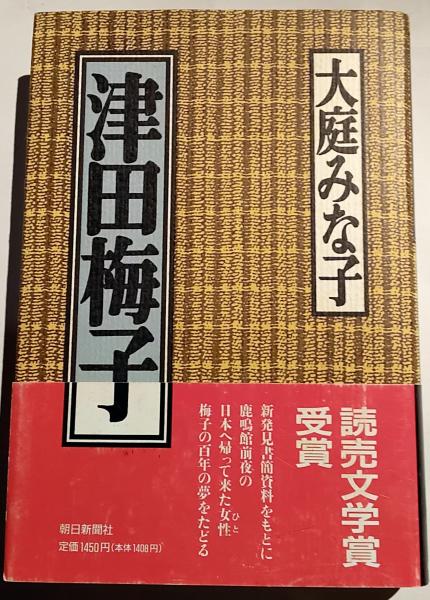 大庭みな子
津田梅子
読売文学賞
受賞
新発見書簡資料をもとに
鹿鳴館前夜の
日本へ帰って来た女性
ひと
梅子の百年の夢をたどる
朝日新聞社
定価1450円(本体1408円)